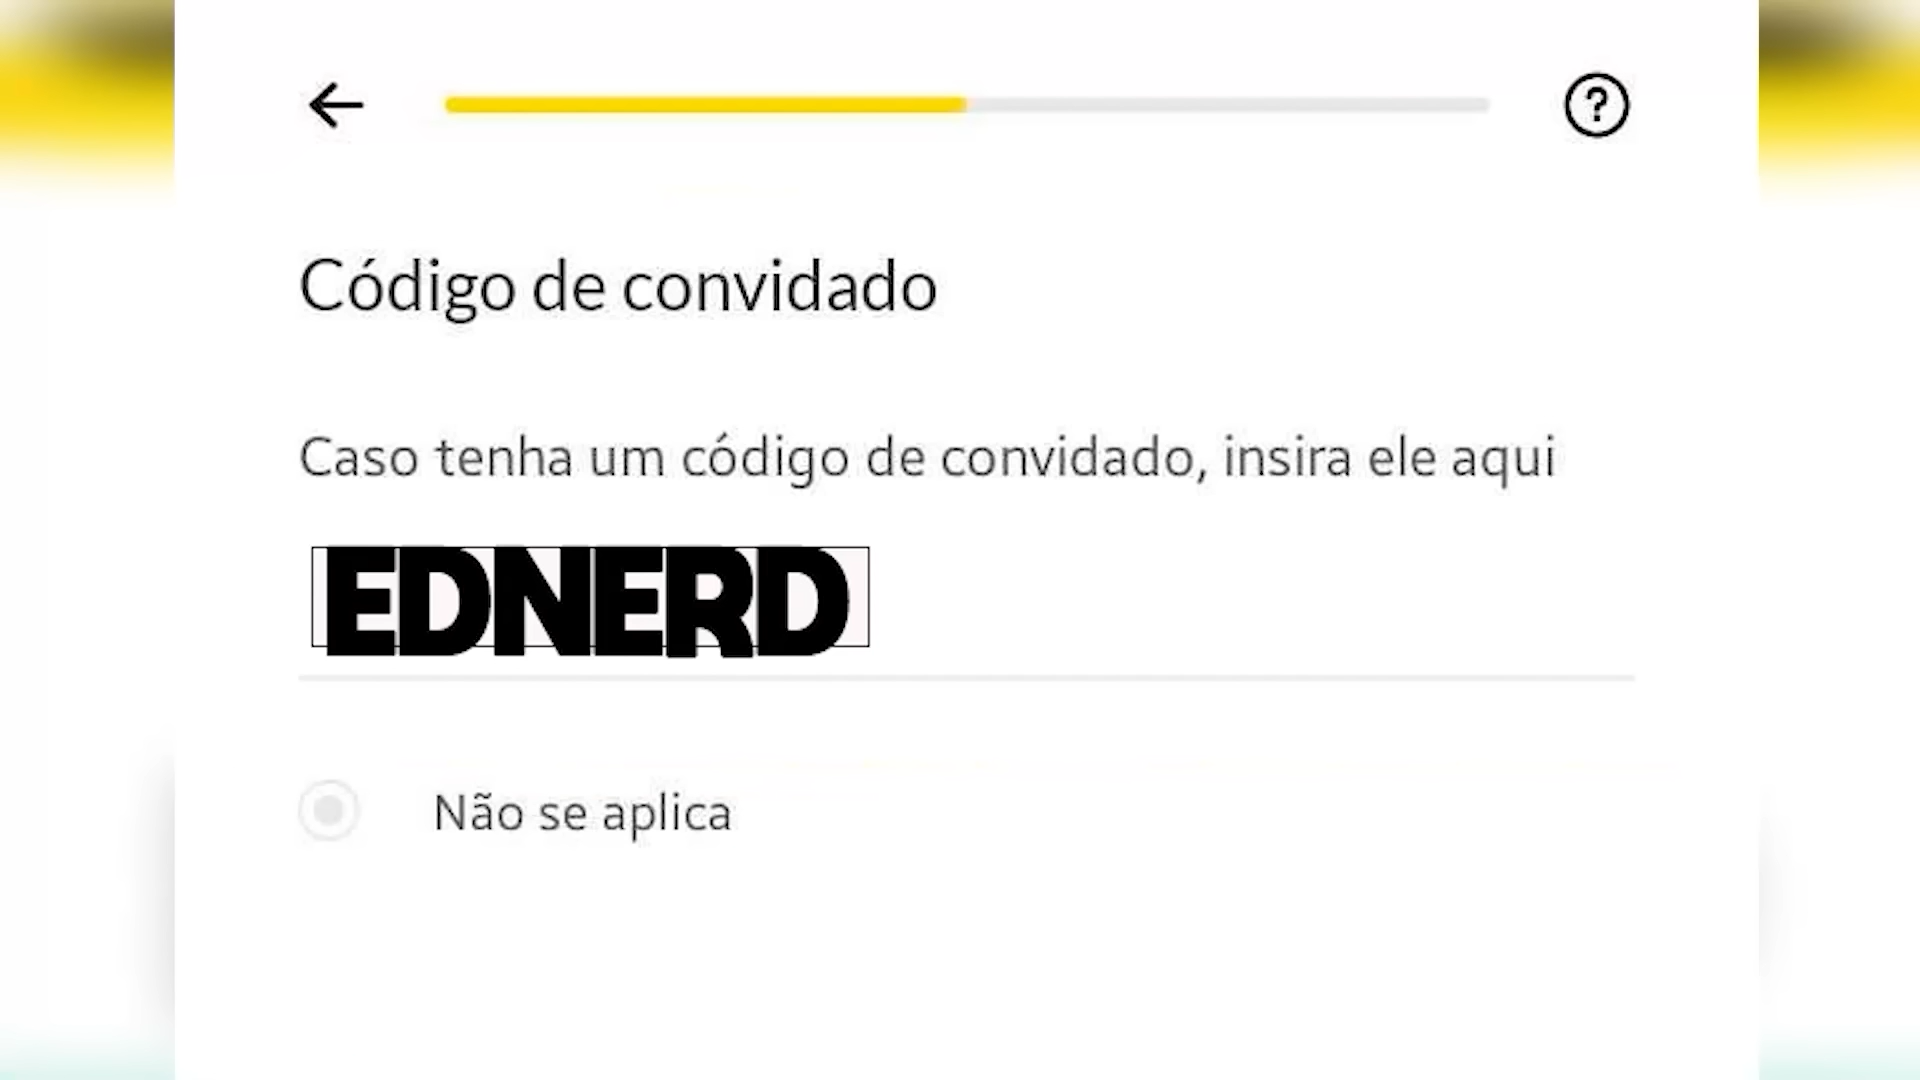 Código de convidado
Caso tenha um código de convidado, insira ele aqui
EDNERD
Não se aplica